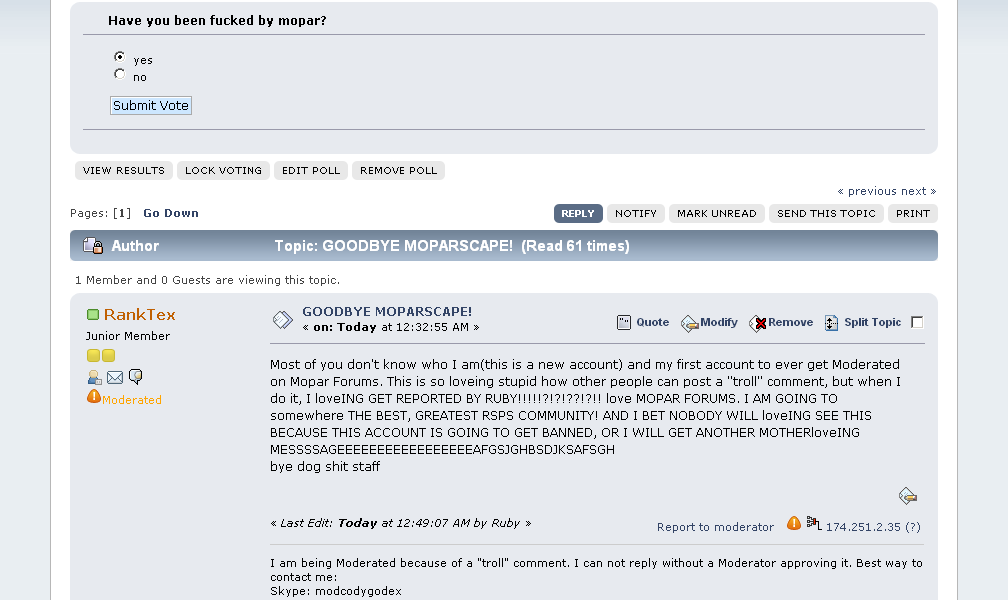 Have you been fucked by mopar?
yes
no
Submit Vote
VIEW RESULTS LOCK VOTING EDIT POLL REMOVE POLL
« previous next »
Pages: [1] Go Down
REPLY NOTIFY MARK UNREAD SEND THIS TOPIC PRINT
Author Topic: GOODBYE MOPARSCAPE! (Read 61 times)
1 Member and 0 Guests are viewing this topic.
RankTex
Junior Member
Moderated
GOODBYE MOPARSCAPE!
« on: Today at 12:32:55 AM »
Quote Modify Remove Split Topic
Most of you don't know who I am(this is a new account) and my first account to ever get Moderated
on Mopar Forums. This is so loveing stupid how other people can post a "troll" comment, but when I
do it, I loveING GET REPORTED BY RUBY!!!!!?!?!??!?!! love MOPAR FORUMS. I AM GOING TO
somewhere THE BEST, GREATEST RSPS COMMUNITY! AND I BET NOBODY WILL loveING SEE THIS
BECAUSE THIS ACCOUNT IS GOING TO GET BANNED, OR I WILL GET ANOTHER MOTHERloveING
MESSSSAGEEEEEEEEEEEEEEEEEAFGSJGHBSDJKSAFSGH
bye dog shit staff
« Last Edit: Today at 12:49:07 AM by Ruby »
Report to moderator 174.251.2.35 (?)
I am being Moderated because of a "troll" comment. I can not reply without a Moderator approving it. Best way to
contact me:
Skype: modcodygodex